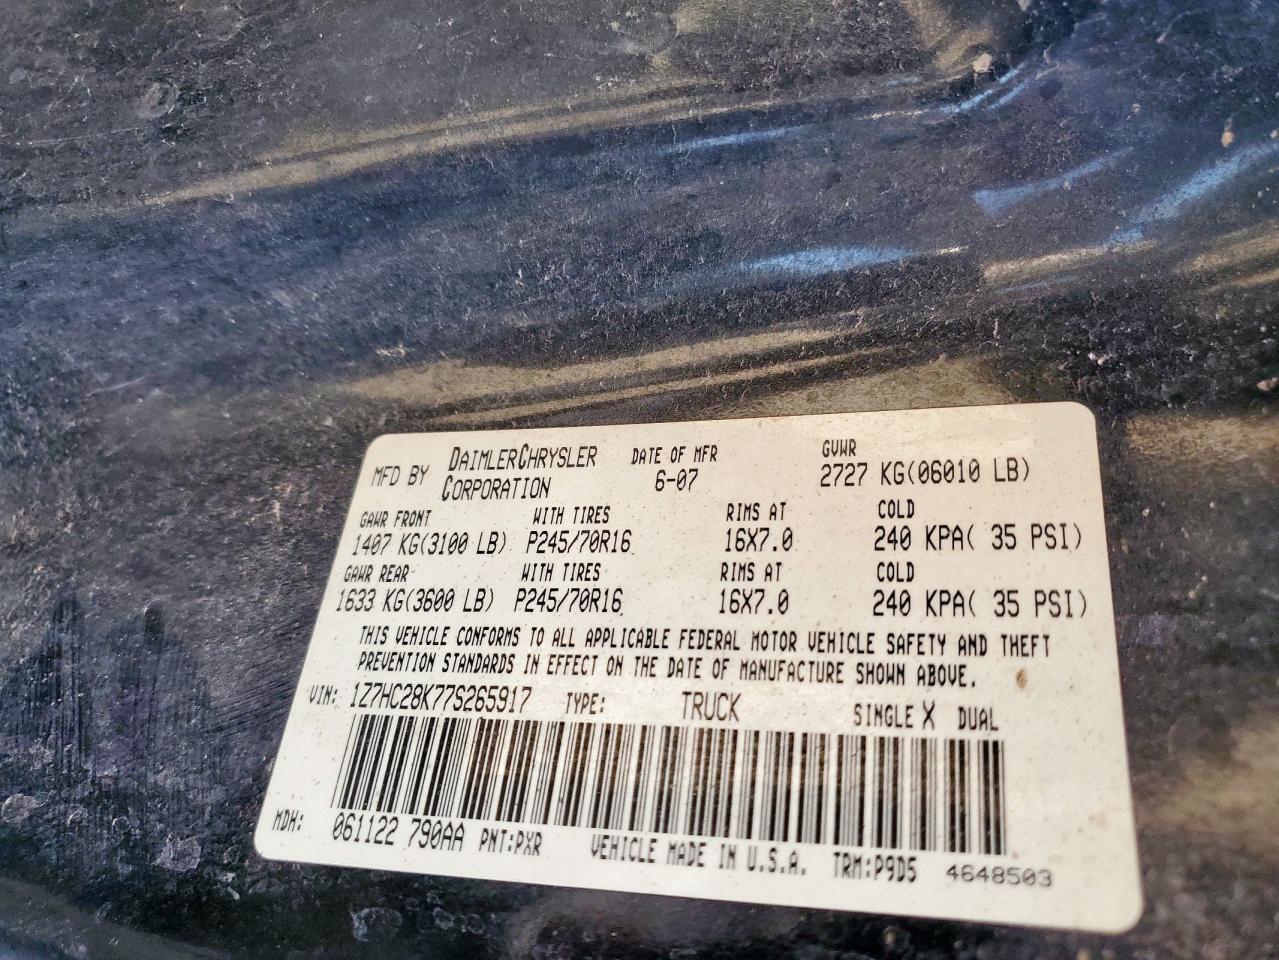 MFD BY DAIMLERCHRYSLER CORPORATION DATE OF MFR 6-07 GVWR 2727 KG(06010 LB)
GAWR FRONT WITH TIRES RIMS AT COLD
1407 KG(3100 LB) P245/70R16 16X7.0 240 KPA( 35 PSI)
GAWR REAR WITH TIRES RIMS AT COLD
1633 KG(3600 LB) P245/70R16 16X7.0 240 KPA( 35 PSI)
THIS VEHICLE CONFORMS TO ALL APPLICABLE FEDERAL MOTOR VEHICLE SAFETY AND THEFT
PREVENTION STANDARDS IN EFFECT ON THE DATE OF MANUFACTURE SHOWN ABOVE.
VIN: 1Z7HC28K77S265917 TYPE: TRUCK SINGLE X DUAL
MDH: 061122 790AA PNT:PXR VEHICLE MADE IN U.S.A. TRM:P9D5 4648503